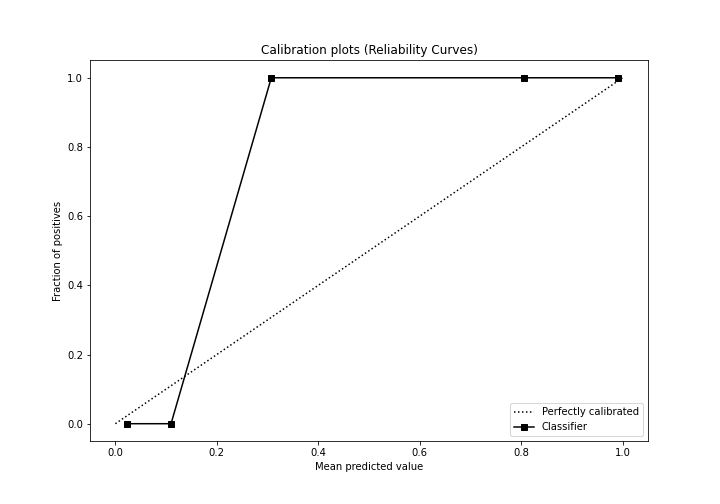 Calibration plots (Reliability Curves)
1.0
0.8
0.6
0.4
0.2
0.0
Fraction of positives
0.0 0.2 0.4 0.6 0.8 1.0
Mean predicted value
Perfectly calibrated
Classifier